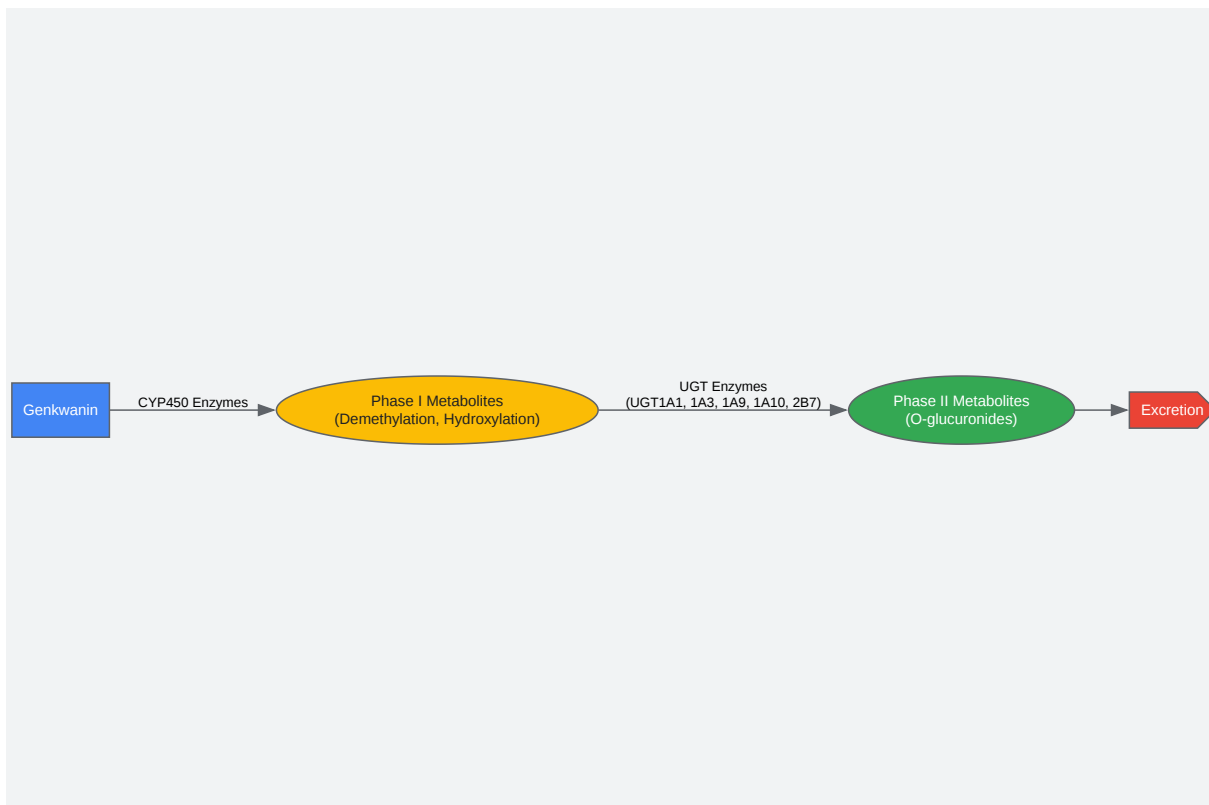 Genkwanin
CYP450 Enzymes
Phase I Metabolites
(Demethylation, Hydroxylation)
UGT Enzymes
(UGT1A1, 1A3, 1A9, 1A10, 2B7)
Phase II Metabolites
(O-glucuronides)
Excretion